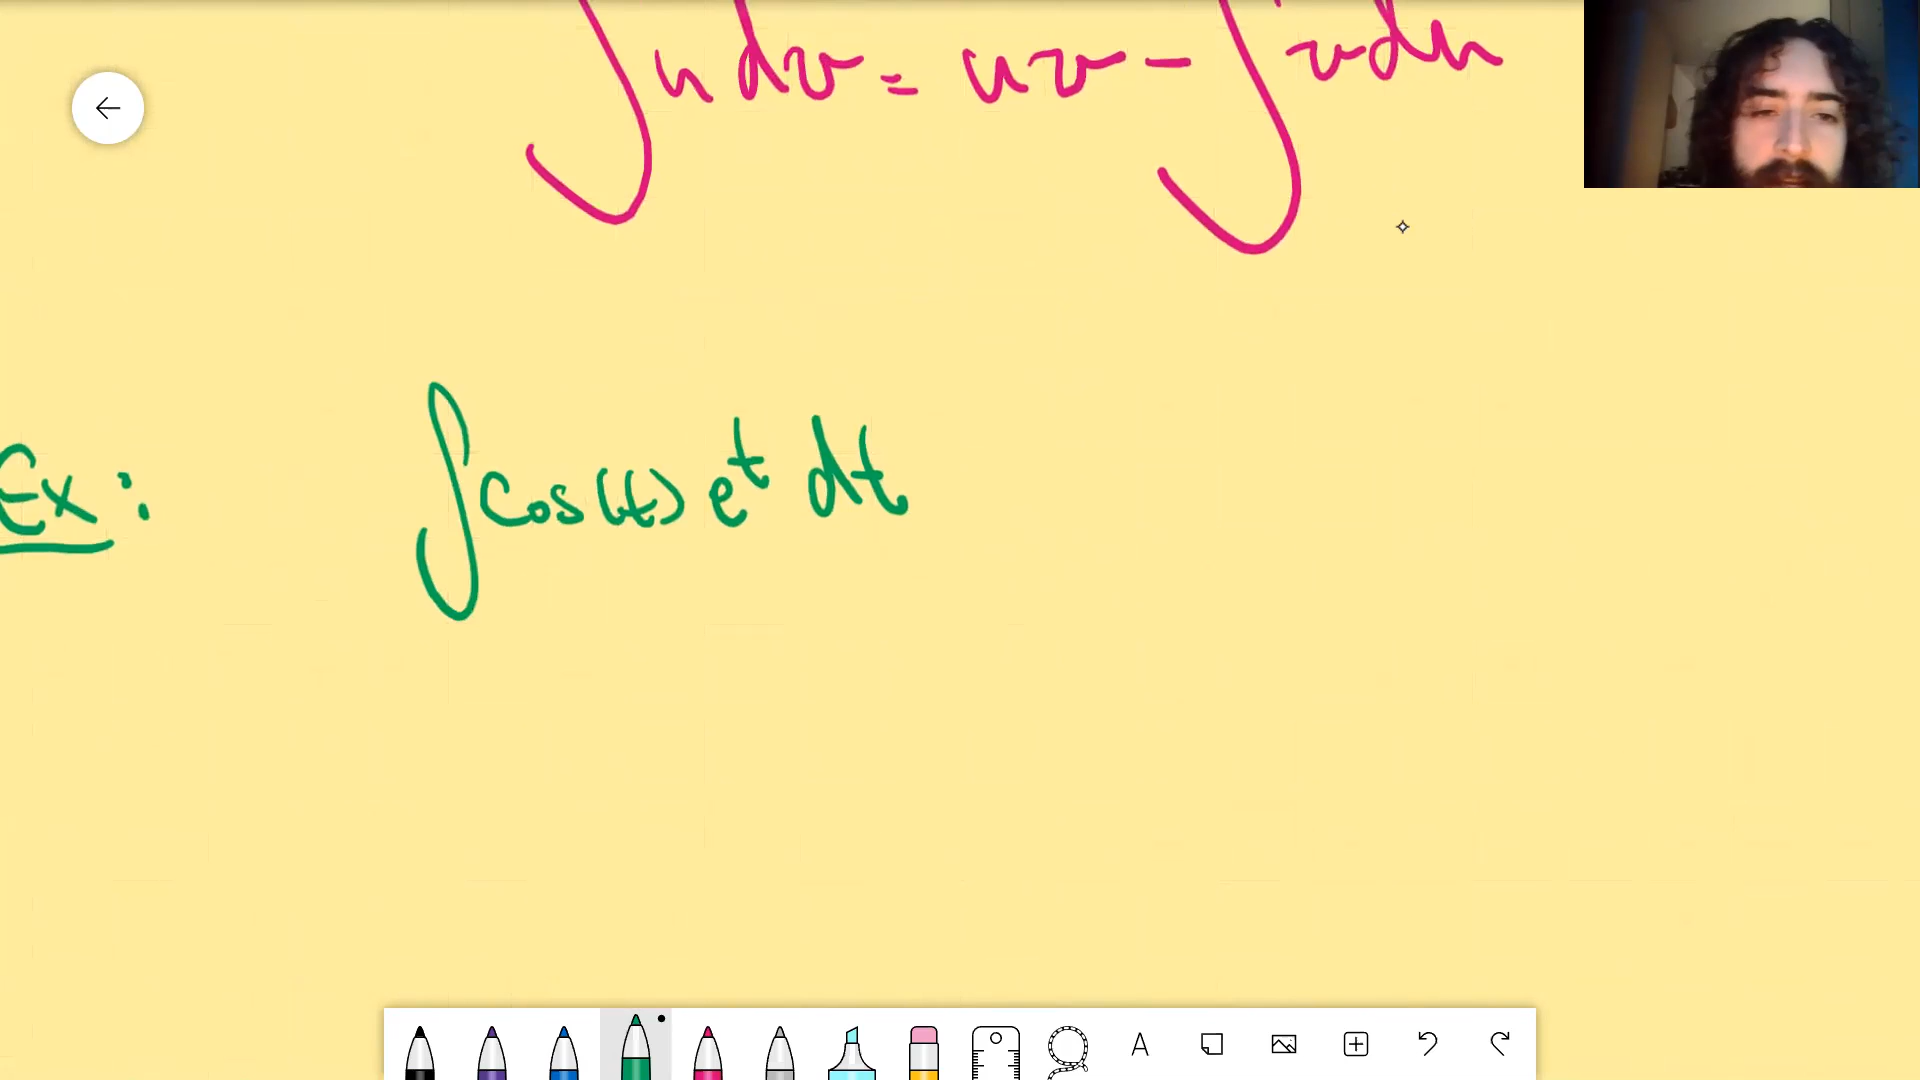 ∫u dv = uv - ∫v du
Ex: ∫cos(t) e^t dt
A